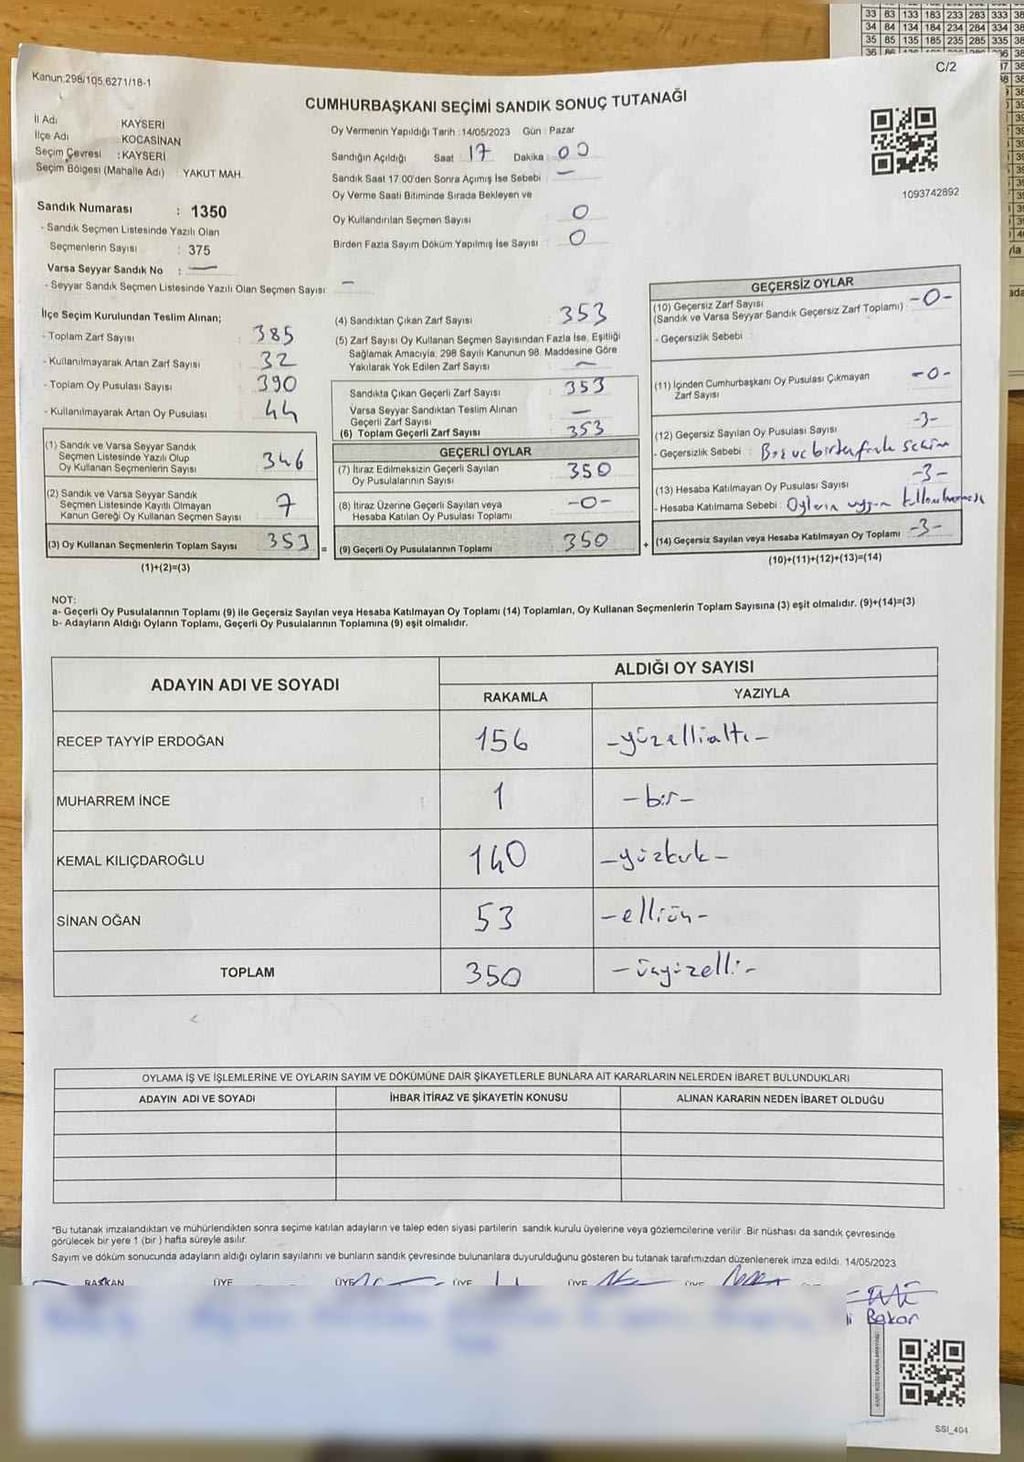 33 83 133 183 233 283 333
34 84 134 184 234 284 334
35 85 135 185 235 285 335
Kanun:298/105,6271/18-1
C/2
CUMHURBAŞKANI SEÇİMİ SANDIK SONUÇ TUTANAĞI
İl Adı KAYSERİ
İlçe Adı KOCASİNAN
Seçim Çevresi :KAYSERİ
Seçim Bölgesi (Mahalle Adı) YAKUT MAH.
Sandık Numarası : 1350
- Sandık Seçmen Listesinde Yazılı Olan
Seçmenlerin Sayısı : 375
Varsa Seyyar Sandık No : —
- Seyyar Sandık Seçmen Listesinde Yazılı Olan Seçmen Sayısı: —
Oy Vermenin Yapıldığı Tarih :14/05/2023 Gün : Pazar
Sandığın Açıldığı Saat : 17 Dakika : 00
Sandık Saat 17.00'den Sonra Açımış İse Sebebi : —
Oy Verme Saati Bitiminde Sırada Bekleyen ve
Oy Kullandırılan Seçmen Sayısı : 0
Birden Fazla Sayım Döküm Yapılmış İse Sayısı : 0
1093742892
İlçe Seçim Kurulundan Teslim Alınan;
- Toplam Zarf Sayısı : 385
- Kullanılmayarak Artan Zarf Sayısı : 32
- Toplam Oy Pusulası Sayısı : 390
- Kullanılmayarak Artan Oy Pusulası : 44
(1) Sandık ve Varsa Seyyar Sandık
Seçmen Listesinde Yazılı Olup
Oy Kullanan Seçmenlerin Sayısı 346
(2) Sandık ve Varsa Seyyar Sandık
Seçmen Listesinde Kayıtlı Olmayan
Kanun Gereği Oy Kullanan Seçmen Sayısı 7
(3) Oy Kullanan Seçmenlerin Toplam Sayısı 353 =
(1)+(2)=(3)
(4) Sandıktan Çıkan Zarf Sayısı : 353
(5) Zarf Sayısı Oy Kullanan Seçmen Sayısından Fazla İse, Eşitliği
Sağlamak Amacıyla, 298 Sayılı Kanunun 98. Maddesine Göre
Yakılarak Yok Edilen Zarf Sayısı : —
Sandıkta Çıkan Geçerli Zarf Sayısı : 353
Varsa Seyyar Sandıktan Teslim Alınan
Geçerli Zarf Sayısı : —
(6) Toplam Geçerli Zarf Sayısı : 353
GEÇERLİ OYLAR
(7) İtiraz Edilmeksizin Geçerli Sayılan
Oy Pusulalarının Sayısı 350
(8) İtiraz Üzerine Geçerli Sayılan veya
Hesaba Katılan Oy Pusulası Toplamı -0-
(9) Geçerli Oy Pusulalarının Toplamı 350 +
GEÇERSİZ OYLAR
(10) Geçersiz Zarf Sayısı
(Sandık ve Varsa Seyyar Sandık Geçersiz Zarf Toplamı) : -0-
- Geçersizlik Sebebi :
(11) İçinden Cumhurbaşkanı Oy Pusulası Çıkmayan
Zarf Sayısı : -0-
(12) Geçersiz Sayılan Oy Pusulası Sayısı : -3-
- Geçersizlik Sebebi : Boş ve birden fazla seçim
(13) Hesaba Katılmayan Oy Pusulası Sayısı : -3-
- Hesaba Katılmama Sebebi : Oyların uygun kullanılmaması
(14) Geçersiz Sayılan veya Hesaba Katılmayan Oy Toplamı : -3-
(10)+(11)+(12)+(13)=(14)
NOT:
a- Geçerli Oy Pusulalarının Toplamı (9) ile Geçersiz Sayılan veya Hesaba Katılmayan Oy Toplamı (14) Toplamları, Oy Kullanan Seçmenlerin Toplam Sayısına (3) eşit olmalıdır. (9)+(14)=(3)
b- Adayların Aldığı Oyların Toplamı, Geçerli Oy Pusulalarının Toplamına (9) eşit olmalıdır.
ADAYIN ADI VE SOYADI ALDIĞI OY SAYISI
RAKAMLA YAZIYLA
RECEP TAYYİP ERDOĞAN 156 -yüzellialtı-
MUHARREM İNCE 1 -bir-
KEMAL KILIÇDAROĞLU 140 -yüzkırk-
SİNAN OĞAN 53 -elliüç-
TOPLAM 350 -üçyüzelli-
OYLAMA İŞ VE İŞLEMLERİNE VE OYLARIN SAYIM VE DÖKÜMÜNE DAİR ŞİKAYETLERLE BUNLARA AİT KARARLARIN NELERDEN İBARET BULUNDUKLARI
ADAYIN ADI VE SOYADI İHBAR İTİRAZ VE ŞİKAYETİN KONUSU ALINAN KARARIN NEDEN İBARET OLDUĞU
*Bu tutanak imzalandıktan ve mühürlendikten sonra seçime katılan adayların ve talep eden siyasi partilerin sandık kurulu üyelerine veya gözlemcilerine verilir. Bir nüshası da sandık çevresinde
görülecek bir yere 1 (bir ) hafta süreyle asılır.
Sayım ve döküm sonucunda adayların aldığı oyların sayılarını ve bunların sandık çevresinde bulunanlara duyurulduğunu gösteren bu tutanak tarafımızdan düzenlenerek imza edildi. 14/05/2023
BAŞKAN ÜYE ÜYE ÜYE ÜYE ÜYE
Bekar
SSI_404